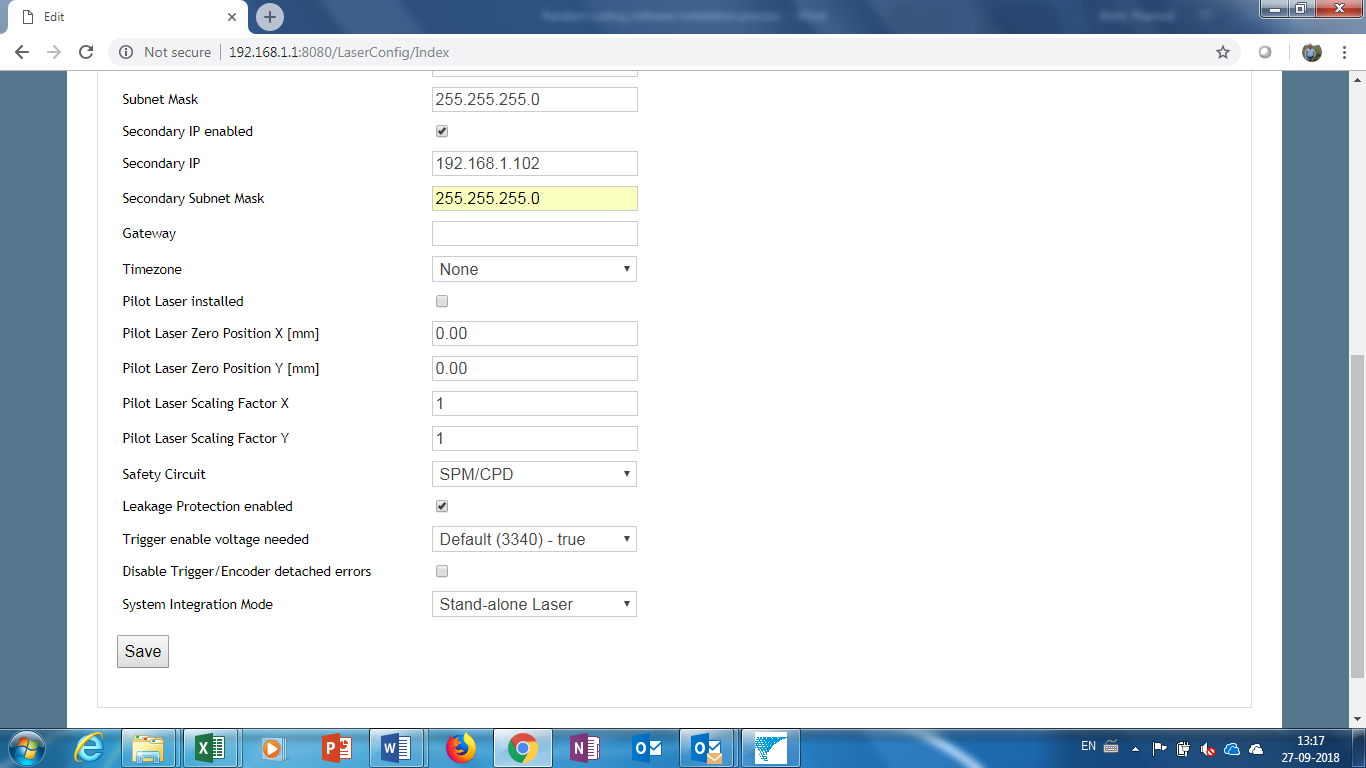 Edit
Not secure 192.168.1.1:8080/LaserConfig/Index
Subnet Mask 255.255.255.0
Secondary IP enabled
Secondary IP 192.168.1.102
Secondary Subnet Mask 255.255.255.0
Gateway
Timezone None
Pilot Laser installed
Pilot Laser Zero Position X [mm] 0.00
Pilot Laser Zero Position Y [mm] 0.00
Pilot Laser Scaling Factor X 1
Pilot Laser Scaling Factor Y 1
Safety Circuit SPM/CPD
Leakage Protection enabled
Trigger enable voltage needed Default (3340) - true
Disable Trigger/Encoder detached errors
System Integration Mode Stand-alone Laser
Save
EN
13:17
27-09-2018